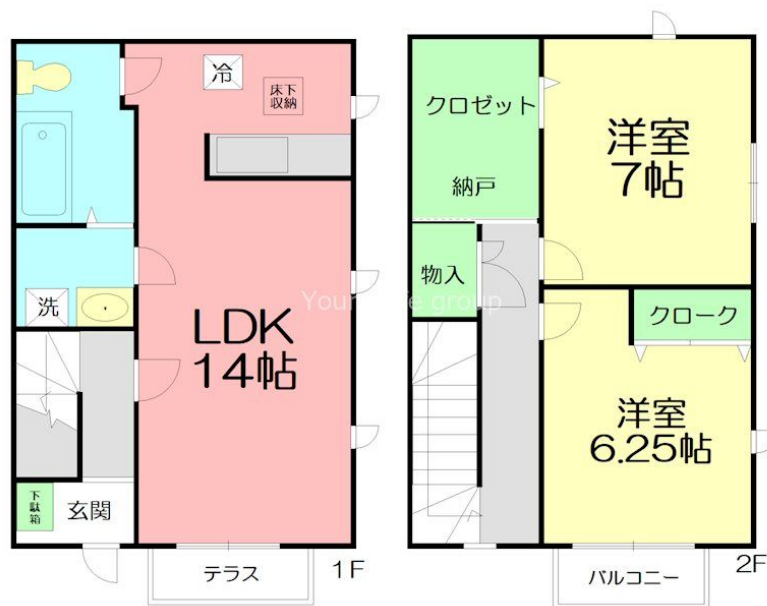 冷
床下
収納
洗
LDK
14帖
下駄箱
玄関
テラス
1F
クロゼット
納戸
洋室
7帖
物入
クローク
洋室
6.25帖
バルコニー
2F